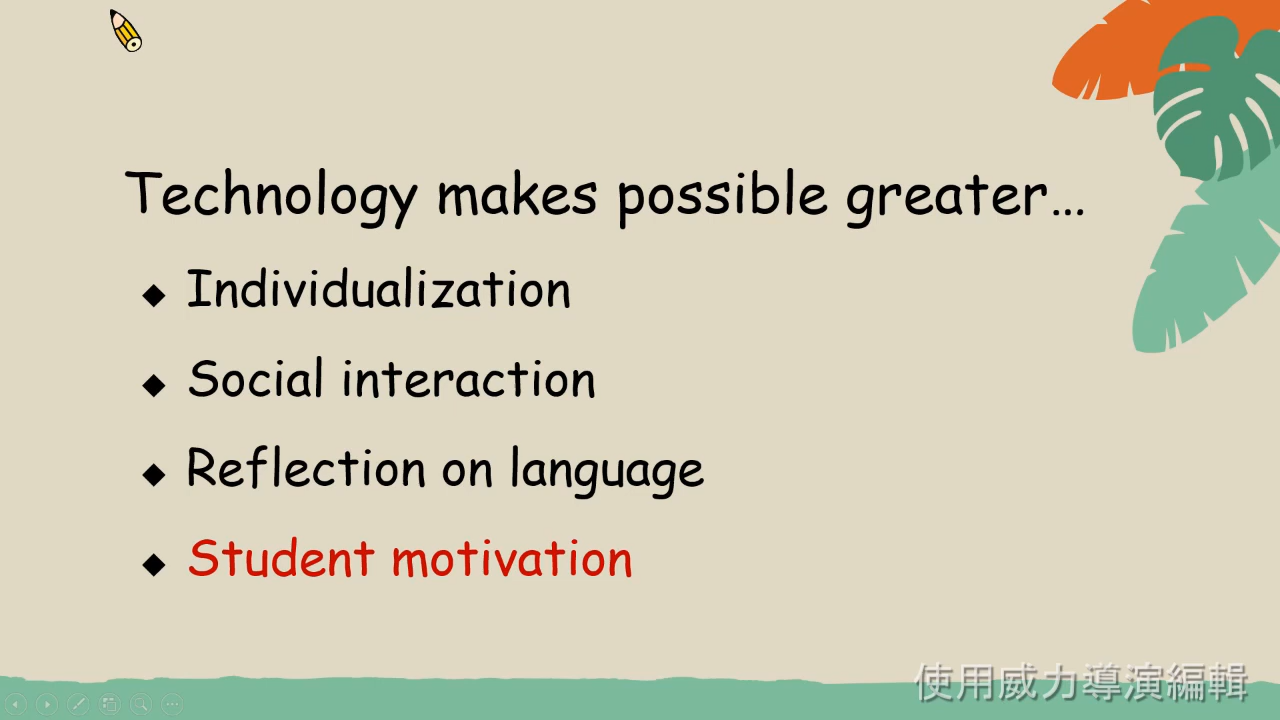 Technology makes possible greater…
◆ Individualization
◆ Social interaction
◆ Reflection on language
◆ Student motivation
使用威力導演編輯